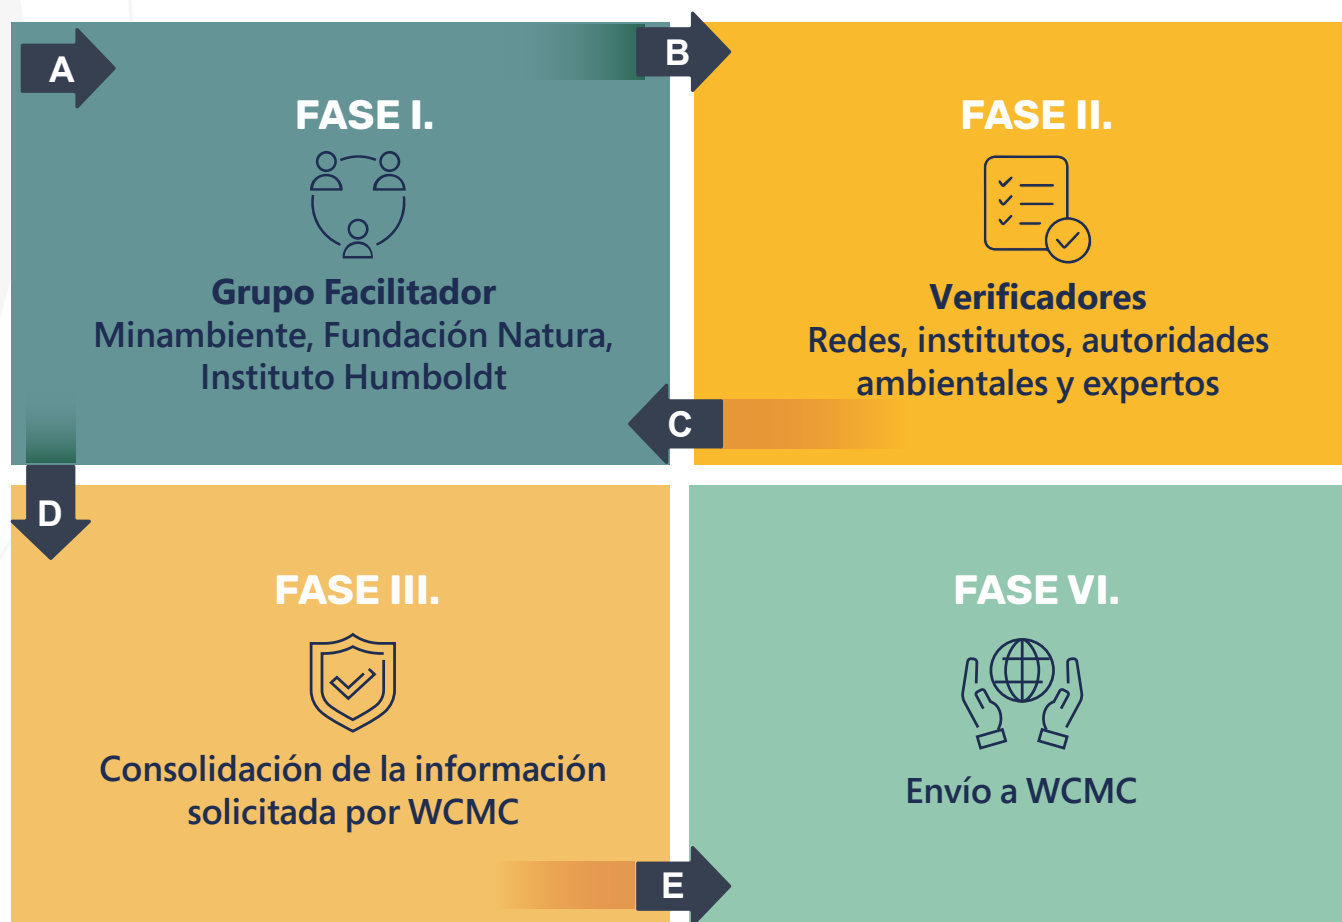 A
B
FASE I.
Grupo Facilitador
Minambiente, Fundación Natura,
Instituto Humboldt
FASE II.
Verificadores
Redes, institutos, autoridades
ambientales y expertos
C
D
FASE III.
Consolidación de la información
solicitada por WCMC
FASE VI.
Envío a WCMC
E